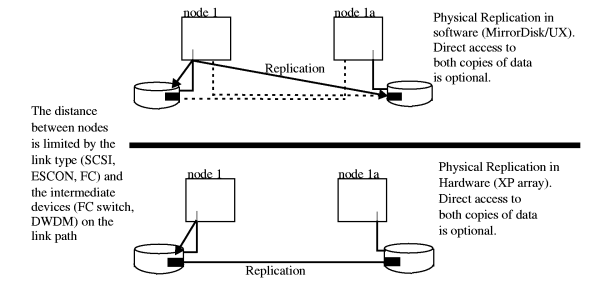 node 1
node 1a
Replication
Physical Replication in
software (MirrorDisk/UX).
Direct access to
both copies of data
is optional.
The distance
between nodes
is limited by the
link type (SCSI,
ESCON, FC) and
the intermediate
devices (FC switch,
DWDM) on the
link path
node 1
node 1a
Replication
Physical Replication in
Hardware (XP array).
Direct access to
both copies of data
is optional.